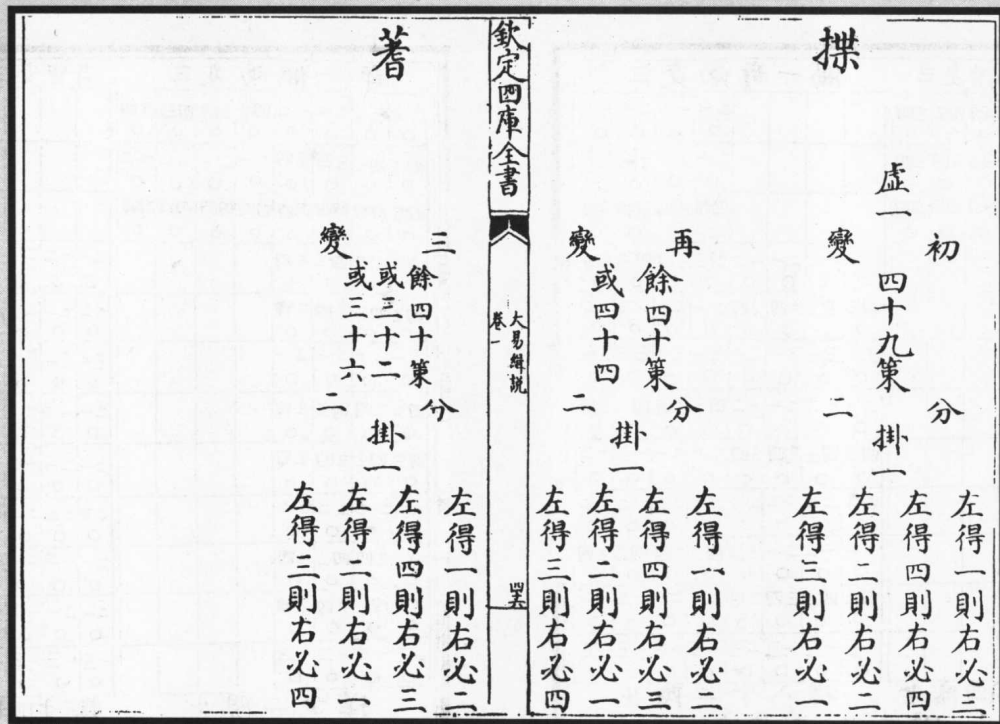 揲
初變
虛一
四十九策
分二
掛一
左得一則右必三
左得四則右必四
左得二則右必二
左得三則右必一
再變
餘四十策
或四十四
分二
掛一
左得一則右必二
左得四則右必三
左得二則右必一
左得三則右必四
欽定四庫全書
大易緝說
卷一
蓍
三變
餘四十策
或三十二
或三十六
分二
掛一
左得一則右必二
左得四則右必三
左得二則右必一
左得三則右必四